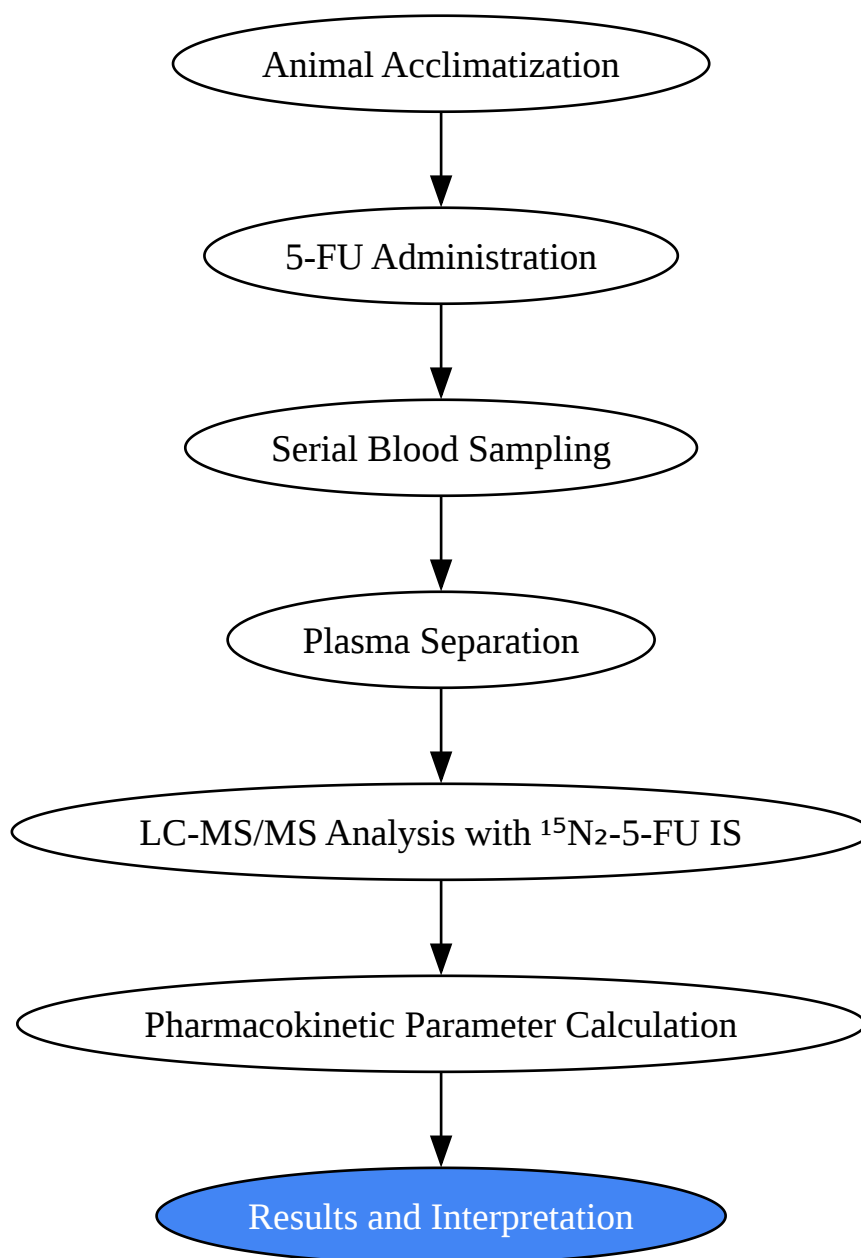 Animal Acclimatization
5-FU Administration
Serial Blood Sampling
Plasma Separation
LC-MS/MS Analysis with ¹⁵N₂-5-FU IS
Pharmacokinetic Parameter Calculation
Results and Interpretation